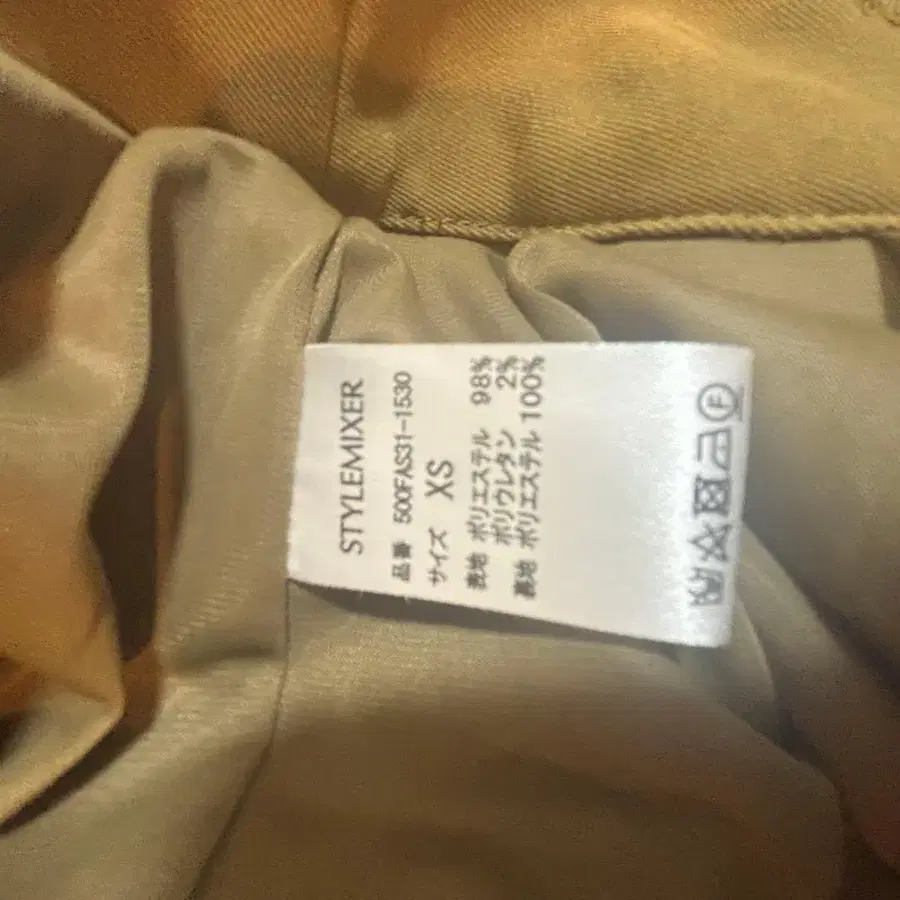 STYLEMIXER
品番 500FAS31-1530
サイズ XS
表地 ポリエステル 98%
ポリウレタン 2%
裏地 ポリエステル 100%
F